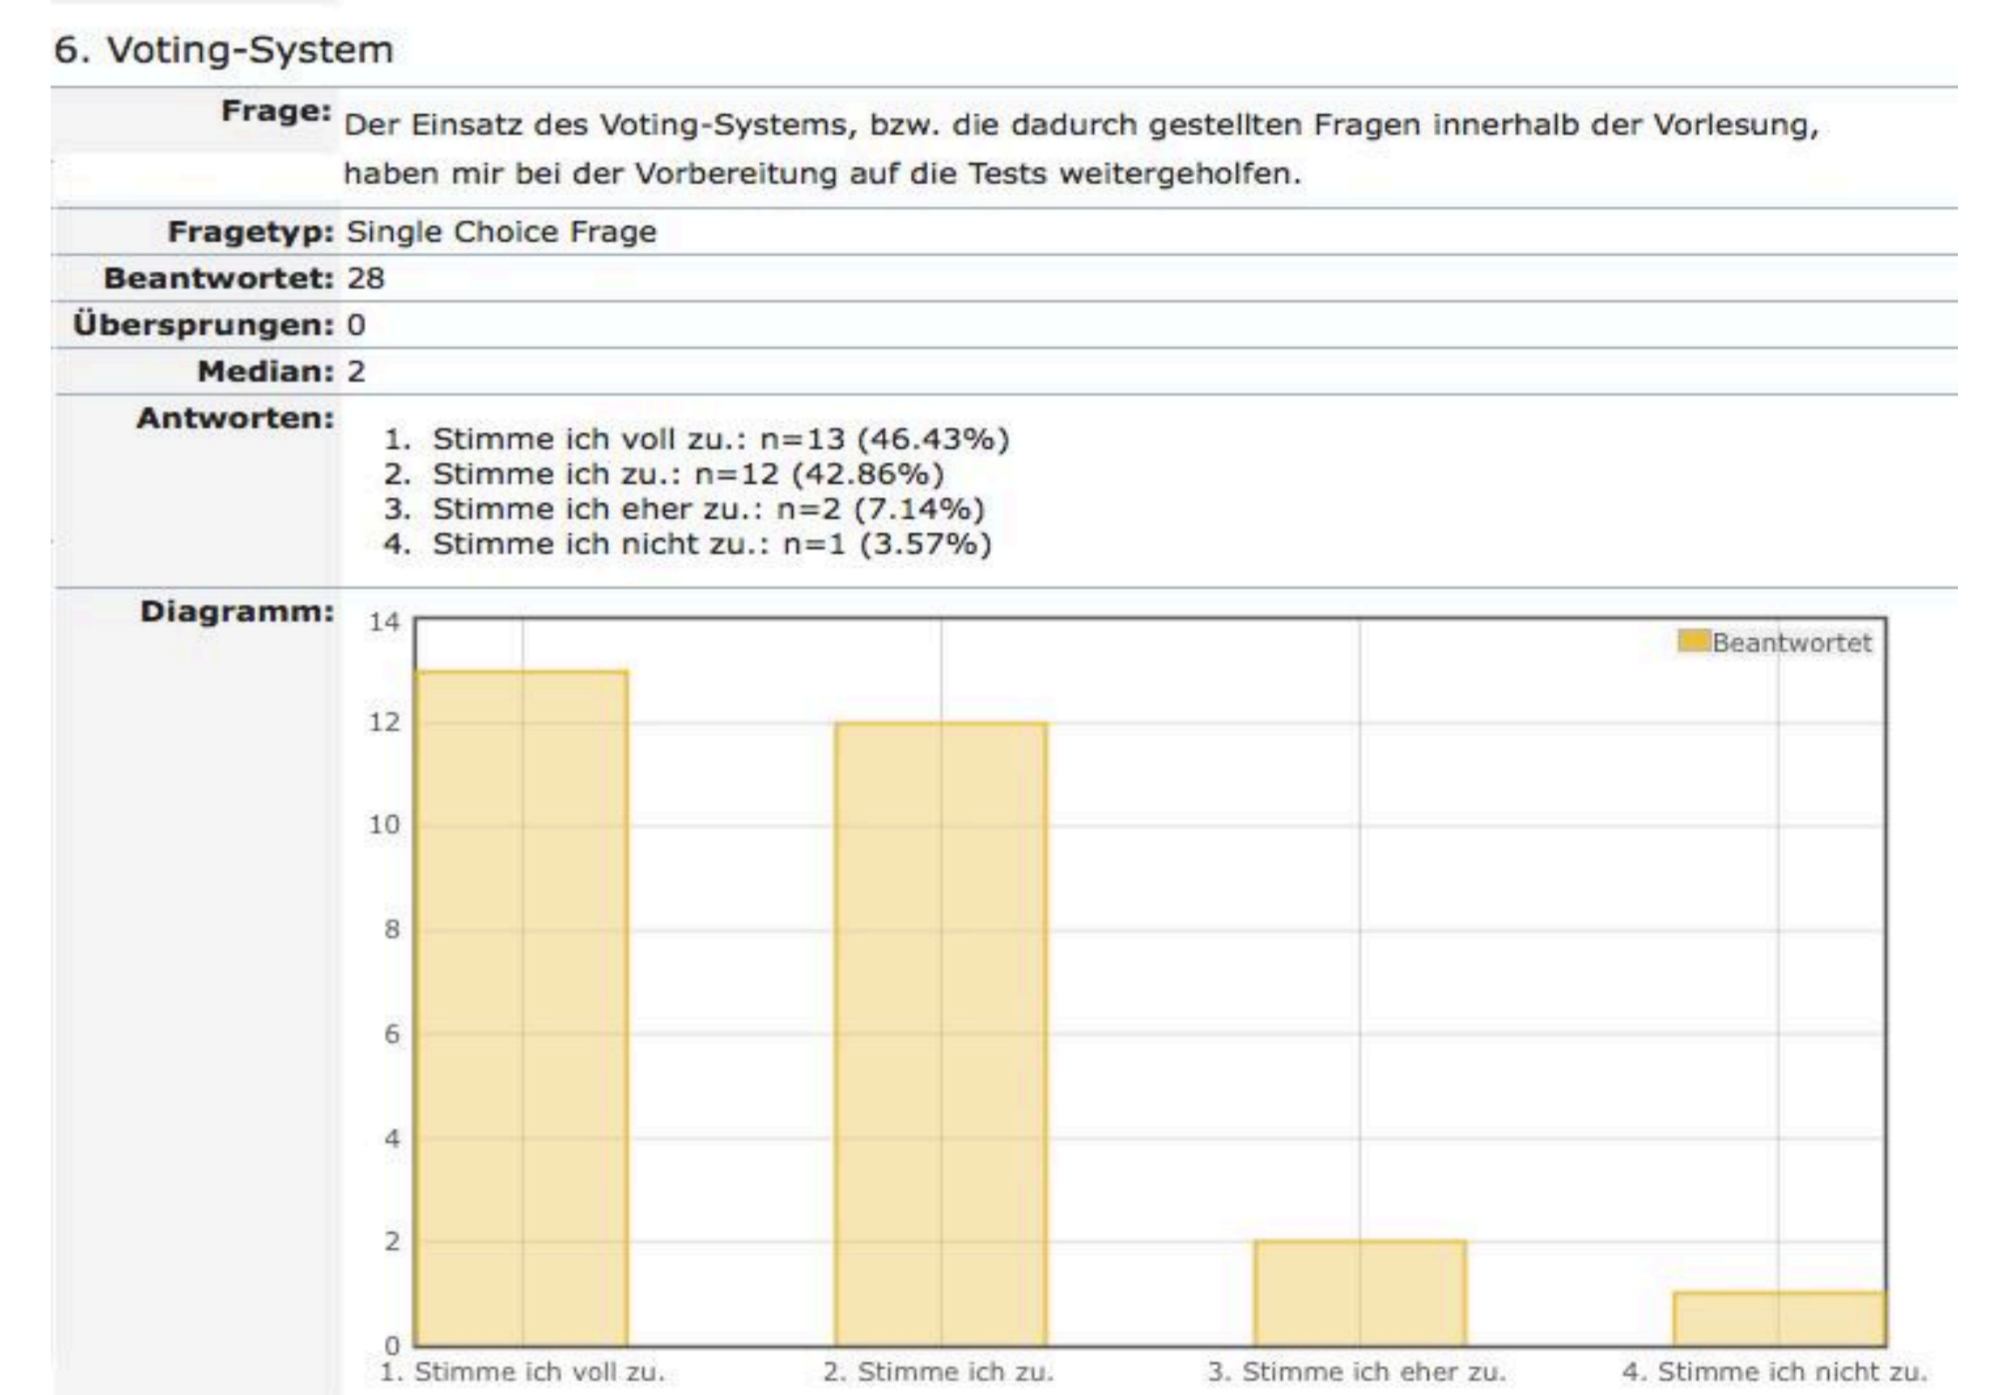 6. Voting-System
Frage: Der Einsatz des Voting-Systems, bzw. die dadurch gestellten Fragen innerhalb der Vorlesung,
haben mir bei der Vorbereitung auf die Tests weitergeholfen.
Fragetyp: Single Choice Frage
Beantwortet: 28
Übersprungen: 0
Median: 2
Antworten:
1. Stimme ich voll zu.: n=13 (46.43%)
2. Stimme ich zu.: n=12 (42.86%)
3. Stimme ich eher zu.: n=2 (7.14%)
4. Stimme ich nicht zu.: n=1 (3.57%)
Diagramm:
14
Beantwortet
12
10
8
6
4
2
0
1. Stimme ich voll zu. 2. Stimme ich zu. 3. Stimme ich eher zu. 4. Stimme ich nicht zu.